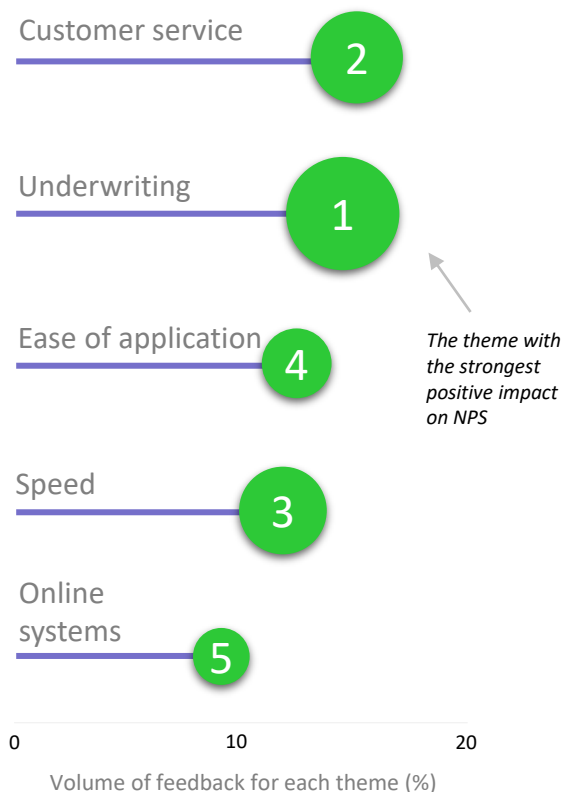 Customer service
2
Underwriting
1
The theme with
the strongest
positive impact
on NPS
Ease of application
4
Speed
3
Online
systems
5
0 10 20
Volume of feedback for each theme (%)